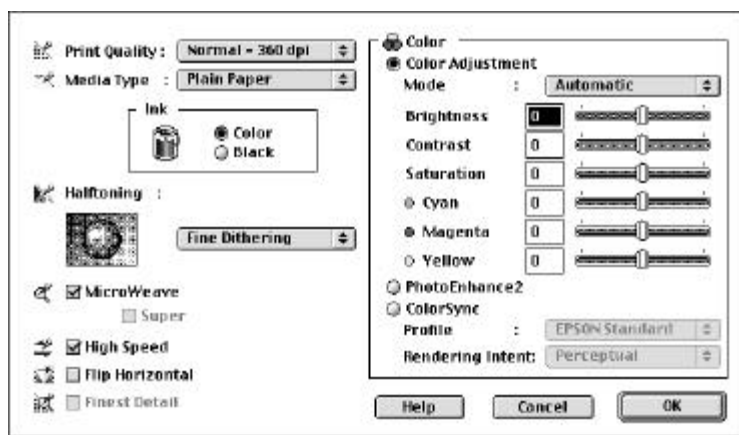 Print Quality: Normal - 360 dpi
Media Type : Plain Paper
Ink
Color
Black
Halftoning :
Fine Dithering
MicroWeave
Super
High Speed
Flip Horizontal
Finest Detail
Color
Color Adjustment
Mode : Automatic
Brightness 0
Contrast 0
Saturation 0
Cyan 0
Magenta 0
Yellow 0
PhotoEnhance2
ColorSync
Profile : EPSON Standard
Rendering Intent: Perceptual
Help Cancel OK